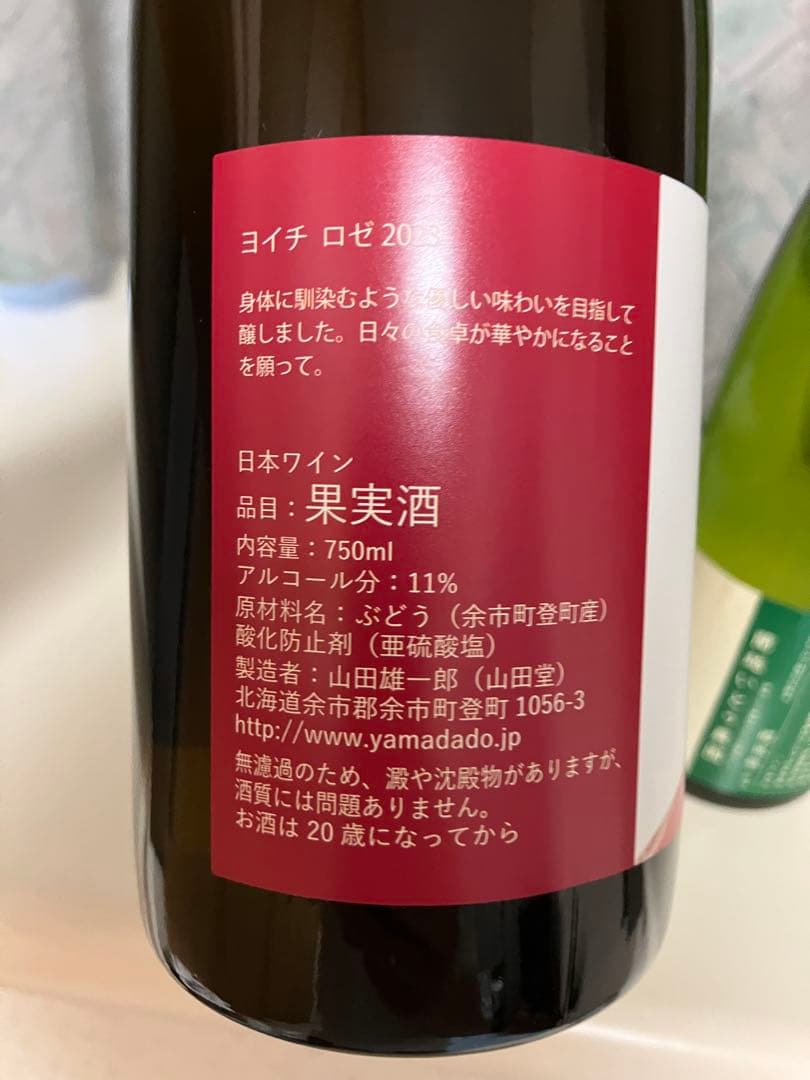 ヨイチ ロゼ 2023
身体に馴染むような優しい味わいを目指して
醸しました。日々の食卓が華やかになること
を願って。
日本ワイン
品目：果実酒
内容量：750ml
アルコール分：11%
原材料名：ぶどう（余市町登町産）
酸化防止剤（亜硫酸塩）
製造者：山田雄一郎（山田堂）
北海道余市郡余市町登町 1056-3
http://www.yamadado.jp
無濾過のため、澱や沈殿物がありますが、
酒質には問題ありません。
お酒は 20 歳になってから